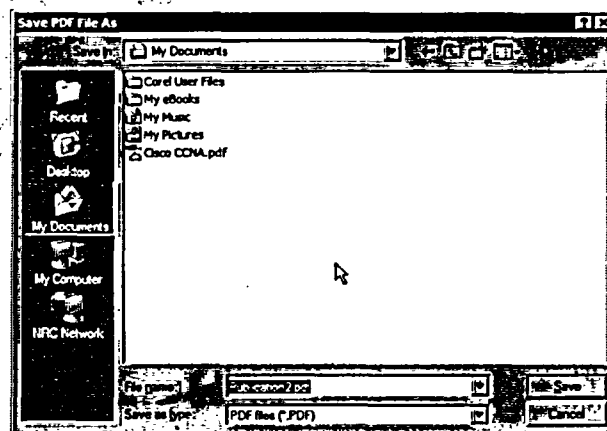 Save PDF File As
Save in: My Documents
Corel User Files
My eBooks
My Music
My Pictures
Cisco CCNA.pdf
Recent
Desktop
My Documents
My Computer
NRC Network
File name: Publication2.pdf
Save
Save as type: PDF files (*.PDF)
Cancel